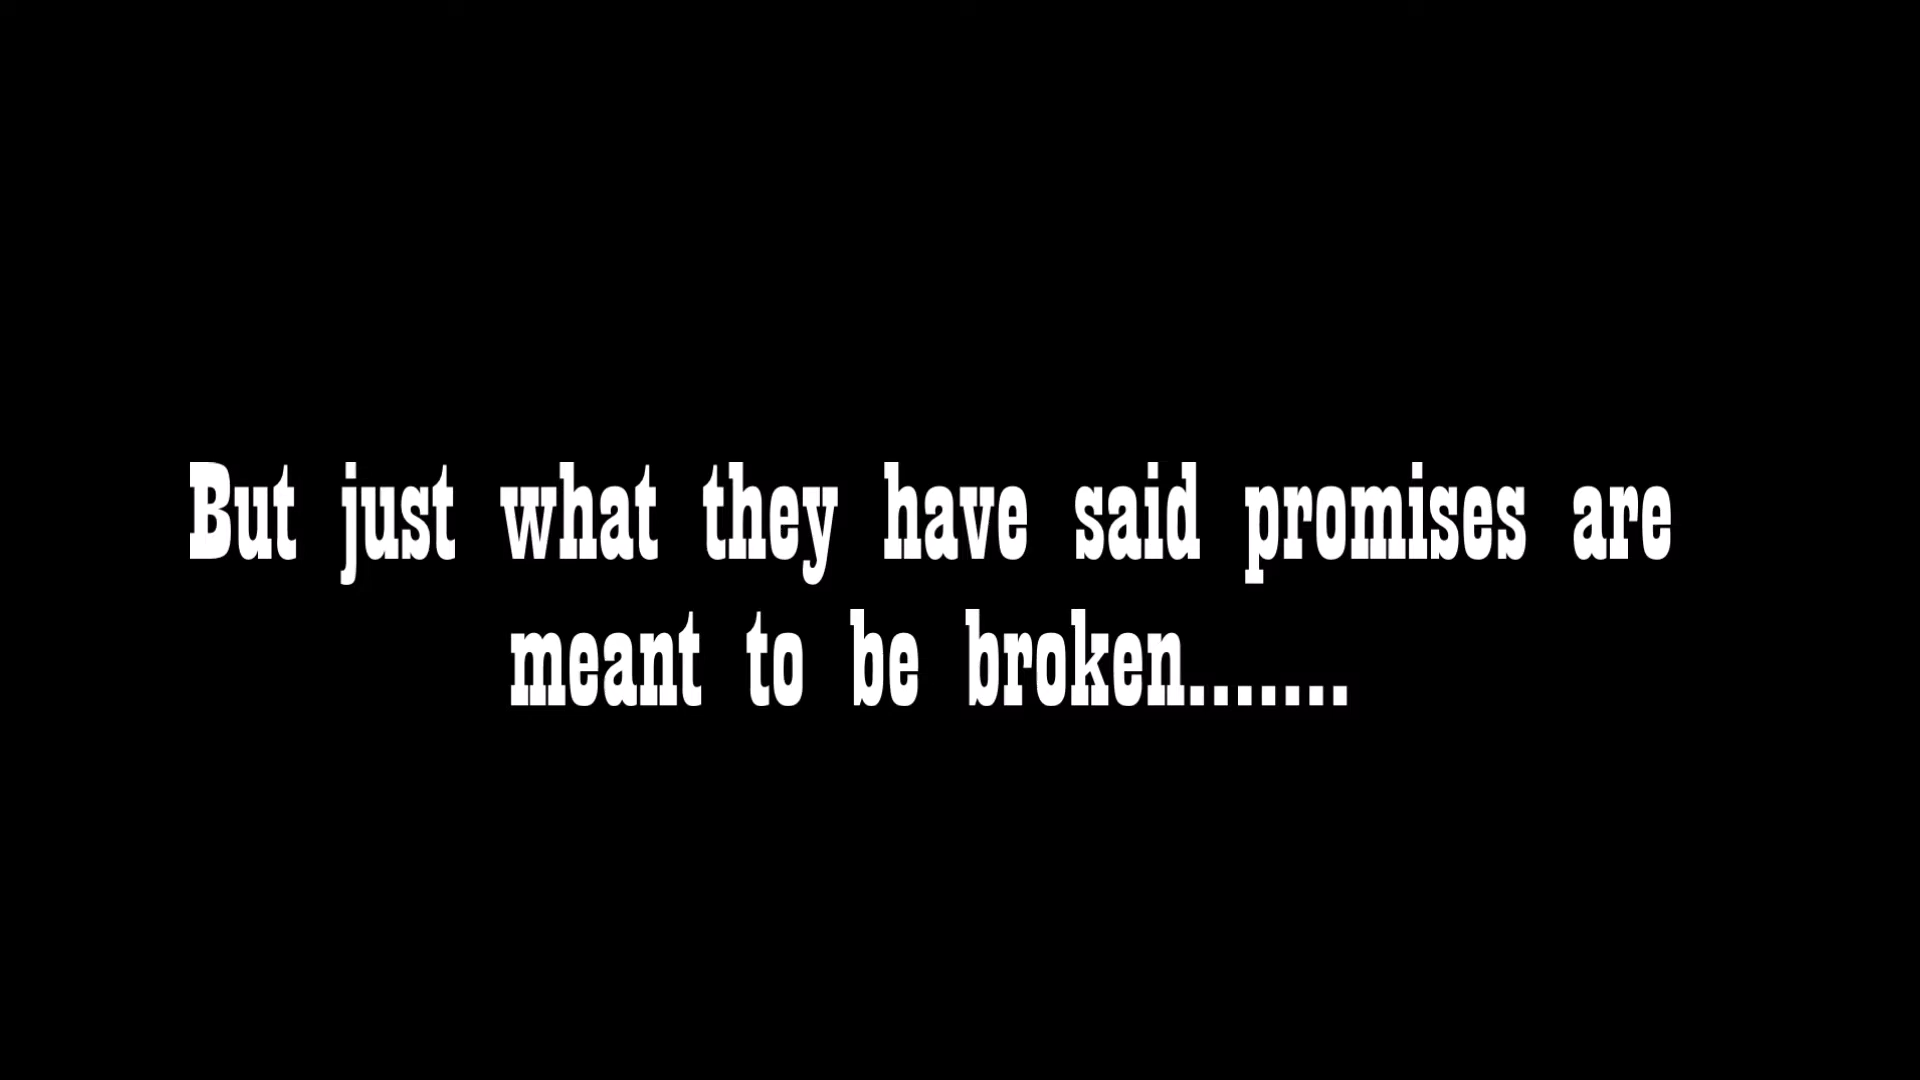 But just what they have said promises are
meant to be broken.......